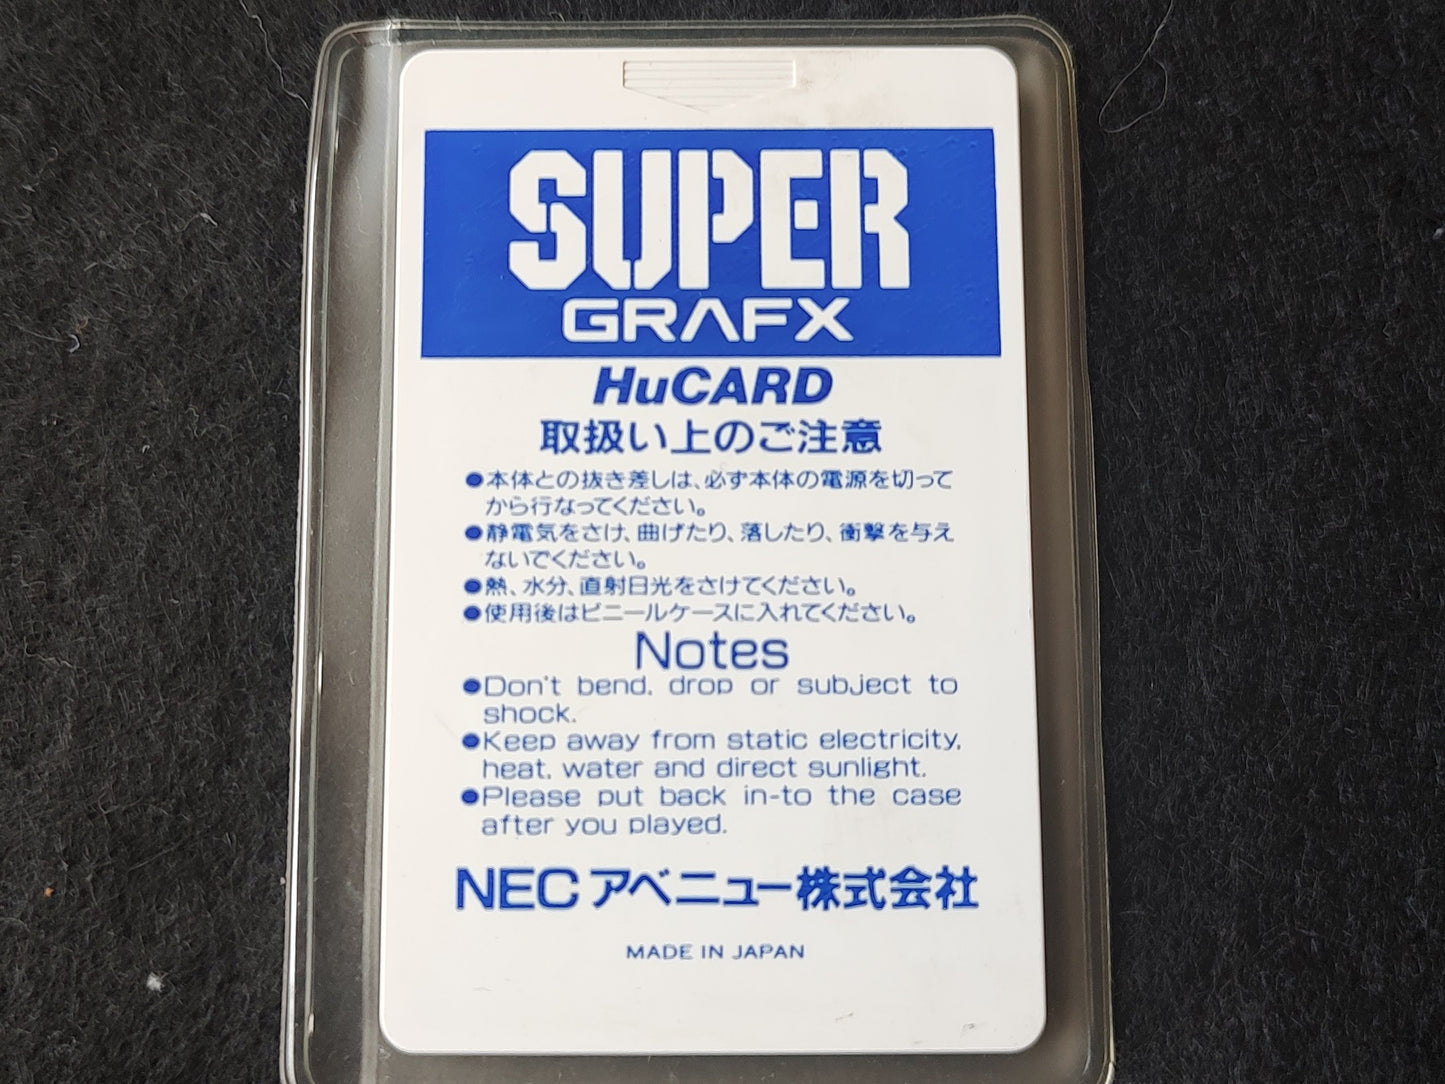 SUPER
GRAFX
HuCARD
取扱い上のご注意
●本体との抜き差しは、必ず本体の電源を切って
から行なってください。
●静電気をさけ、曲げたり、落したり、衝撃を与え
ないでください。
●熱、水分、直射日光をさけてください。
●使用後はビニールケースに入れてください。
Notes
●Don't bend, drop or subject to
shock.
●Keep away from static electricity,
heat, water and direct sunlight.
●Please put back in-to the case
after you played.
NECアベニュー株式会社
MADE IN JAPAN